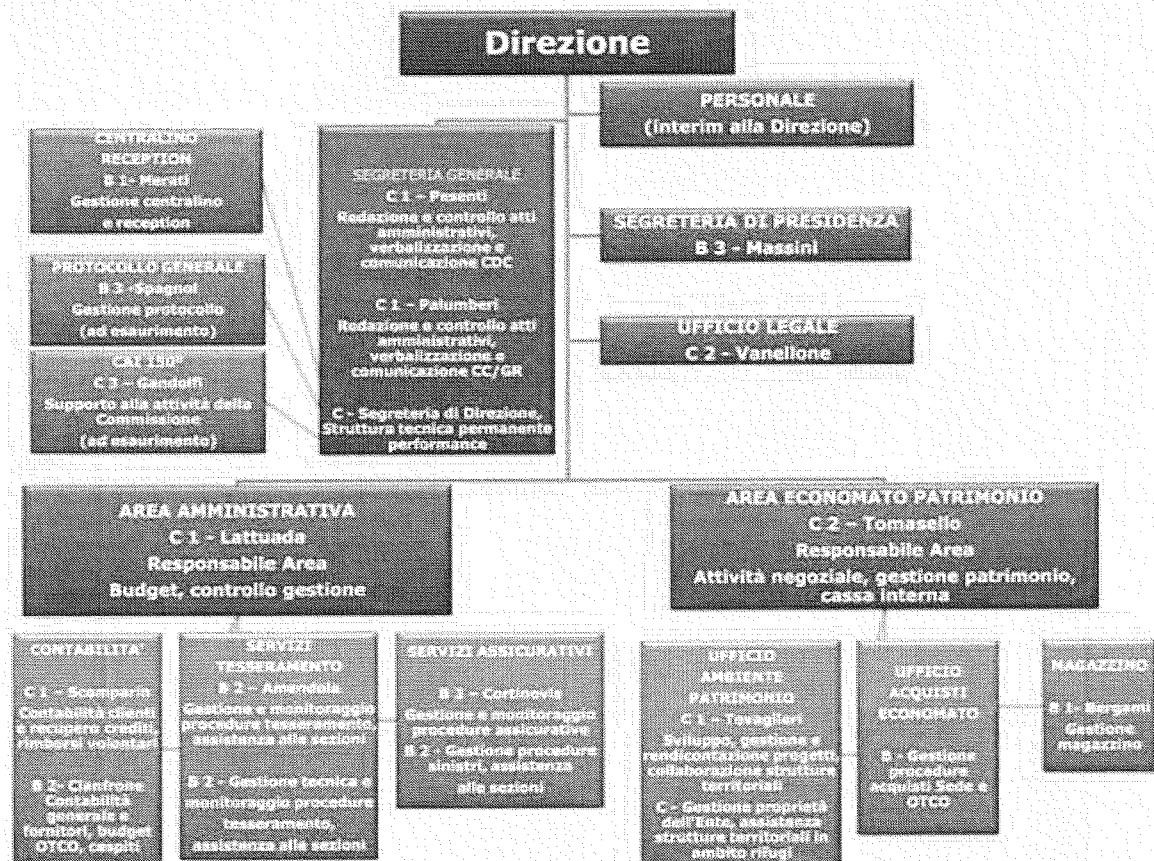 Direzione
PERSONALE
(interim alla Direzione)
SEGRETERIA DI PRESIDENZA
B 3 - Massini
UFFICIO LEGALE
C 2 - Vanellone
CENTRALINO
RECEPTION
B 1- Merati
Gestione centralino
e reception
PROTOCOLLO GENERALE
B 3 -Spagnol
Gestione protocollo
(ad esaurimento)
CAI 150°
C 3 – Gandolfi
Supporto alla attività della
Commissione
(ad esaurimento)
SEGRETERIA GENERALE
C 1 – Pesenti
Redazione e controllo atti
amministrativi,
verbalizzazione e
comunicazione CDC
C 1 – Palumberi
Redazione e controllo atti
amministrativi,
verbalizzazione e
comunicazione CC/GR
C - Segreteria di Direzione,
Struttura tecnica permanente
performance
AREA AMMINISTRATIVA
C 1 - Lattuada
Responsabile Area
Budget, controllo gestione
AREA ECONOMATO PATRIMONIO
C 2 – Tomasello
Responsabile Area
Attività negoziale, gestione patrimonio,
cassa interna
CONTABILITA'
C 1 – Scomparin
Contabilità clienti
e recupero crediti,
rimborsi volontari
B 2- Cianfrone
Contabilità
generale e
fornitori, budget
OTCO, cespiti
SERVIZI
TESSERAMENTO
B 2 – Amendola
Gestione e monitoraggio
procedure tesseramento,
assistenza alle sezioni
B 2 - Gestione tecnica e
monitoraggio procedure
tesseramento,
assistenza alle sezioni
SERVIZI ASSICURATIVI
B 3 – Cortinovis
Gestione e monitoraggio
procedure assicurative
B 2 - Gestione procedure
sinistri, assistenza
alle sezioni
UFFICIO
AMBIENTE
PATRIMONIO
C 1 – Tovaglieri
Sviluppo, gestione e
rendicontazione progetti,
collaborazione strutture
territoriali
C - Gestione proprietà
dell'Ente, assistenza
strutture territoriali in
ambito rifugi
UFFICIO
ACQUISTI
ECONOMATO
B - Gestione
procedure
acquisti Sede e
OTCO
MAGAZZINO
B 1- Berganti
Gestione
magazzino